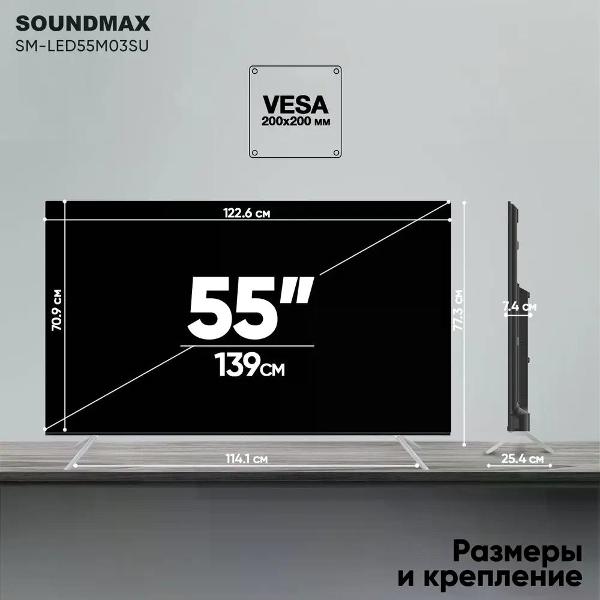 SOUNDMAX
SM-LED55M03SU
VESA
200x200 мм
122.6 см
70.9 см
55"
139см
77.3 см
7.4 см
114.1 см
25.4 см
Размеры
и крепление